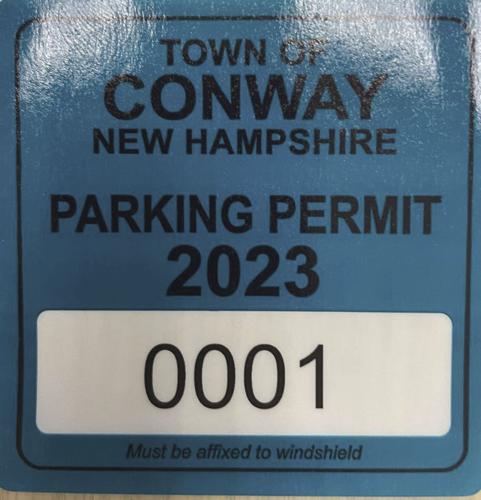 TOWN OF
CONWAY
NEW HAMPSHIRE
PARKING PERMIT
2023
0001
Must be affixed to windshield